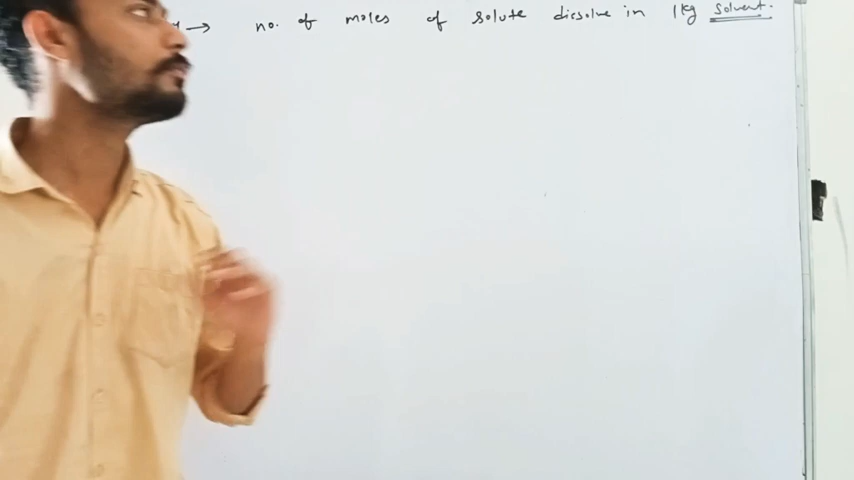 → no. of moles of solute dissolve in 1kg solvent.